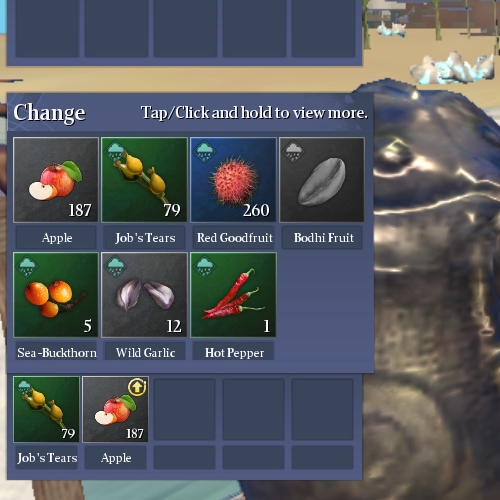 Change
Tap/Click and hold to view more.
187
79
260
Apple
Job's Tears
Red Goodfruit
Bodhi Fruit
5
12
1
Sea-Buckthorn
Wild Garlic
Hot Pepper
79
187
Job's Tears
Apple